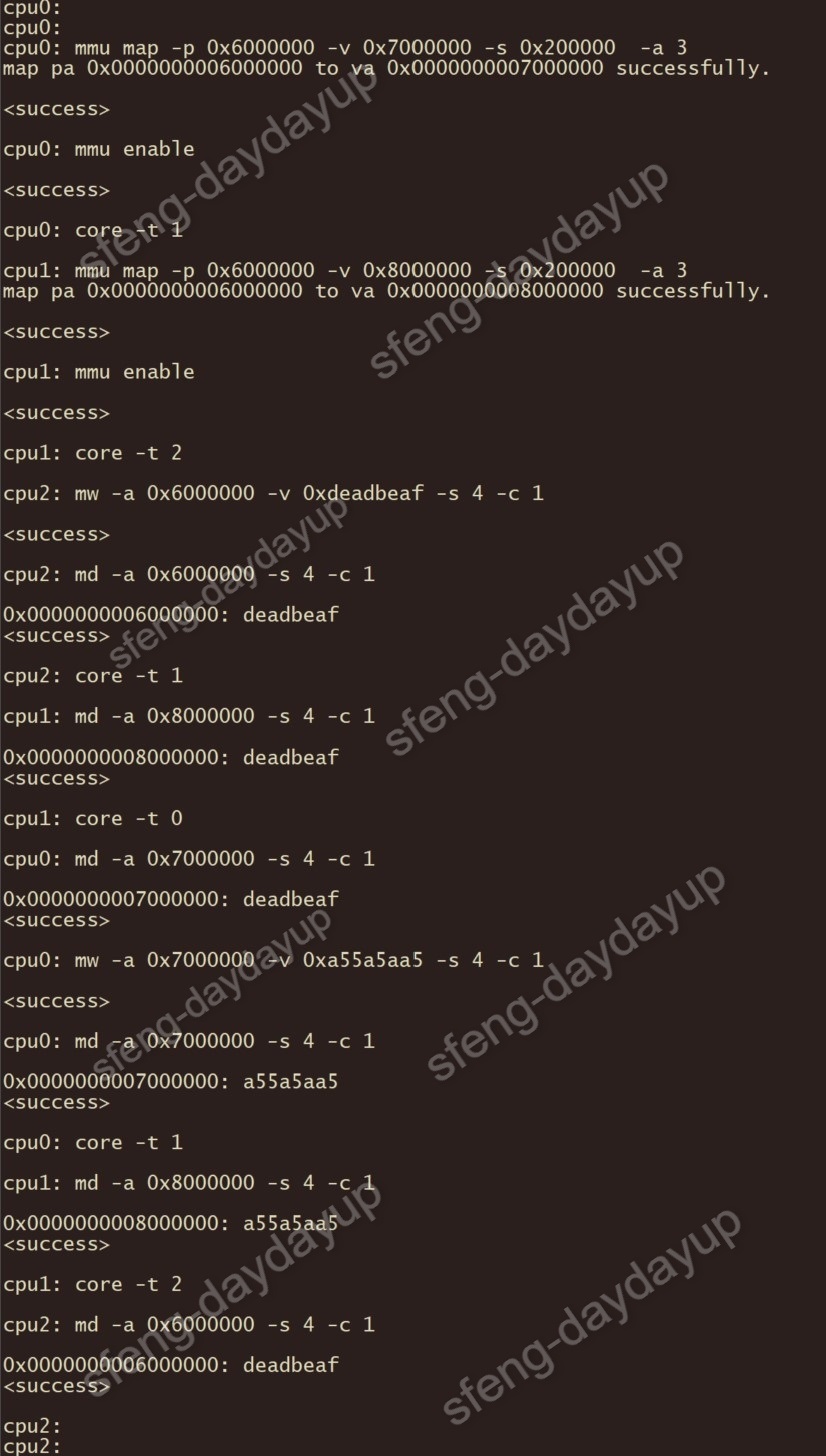 cpu0:
cpu0:
cpu0: mmu map -p 0x6000000 -v 0x7000000 -s 0x200000  -a 3
map pa 0x0000000006000000 to va 0x0000000007000000 successfully.
<success>
cpu0: mmu enable
<success>
cpu0: core -t 1
cpu1: mmu map -p 0x6000000 -v 0x8000000 -s 0x200000  -a 3
map pa 0x0000000006000000 to va 0x0000000008000000 successfully.
<success>
cpu1: mmu enable
<success>
cpu1: core -t 2
cpu2: mw -a 0x6000000 -v 0xdeadbeaf -s 4 -c 1
<success>
cpu2: md -a 0x6000000 -s 4 -c 1
0x0000000006000000: deadbeaf
<success>
cpu2: core -t 1
cpu1: md -a 0x8000000 -s 4 -c 1
0x0000000008000000: deadbeaf
<success>
cpu1: core -t 0
cpu0: md -a 0x7000000 -s 4 -c 1
0x0000000007000000: deadbeaf
<success>
cpu0: mw -a 0x7000000 -v 0xa55a5aa5 -s 4 -c 1
<success>
cpu0: md -a 0x7000000 -s 4 -c 1
0x0000000007000000: a55a5aa5
<success>
cpu0: core -t 1
cpu1: md -a 0x8000000 -s 4 -c 1
0x0000000008000000: a55a5aa5
<success>
cpu1: core -t 2
cpu2: md -a 0x6000000 -s 4 -c 1
0x0000000006000000: deadbeaf
<success>
cpu2:
cpu2:
sfeng-daydayup
sfeng-daydayup
sfeng-daydayup
sfeng-daydayup
sfeng-daydayup
sfeng-daydayup
sfeng-daydayup
sfeng-daydayup